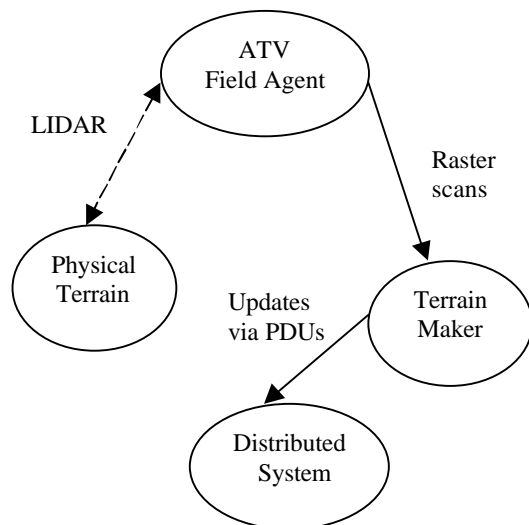 ATV
Field Agent
LIDAR
Raster
scans
Physical
Terrain
Updates
via PDUs
Terrain
Maker
Distributed
System